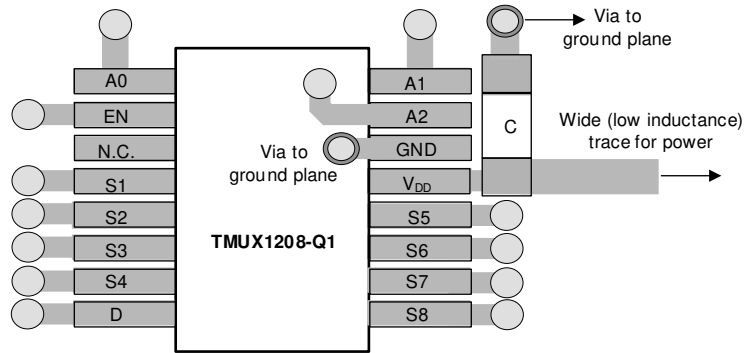 Via to
ground plane
A0
A1
EN
A2
C
Wide (low inductance)
trace for power
N.C.
Via to
ground plane
GND
S1
VDD
S2
S5
TMUX1208-Q1
S3
S6
S4
S7
D
S8